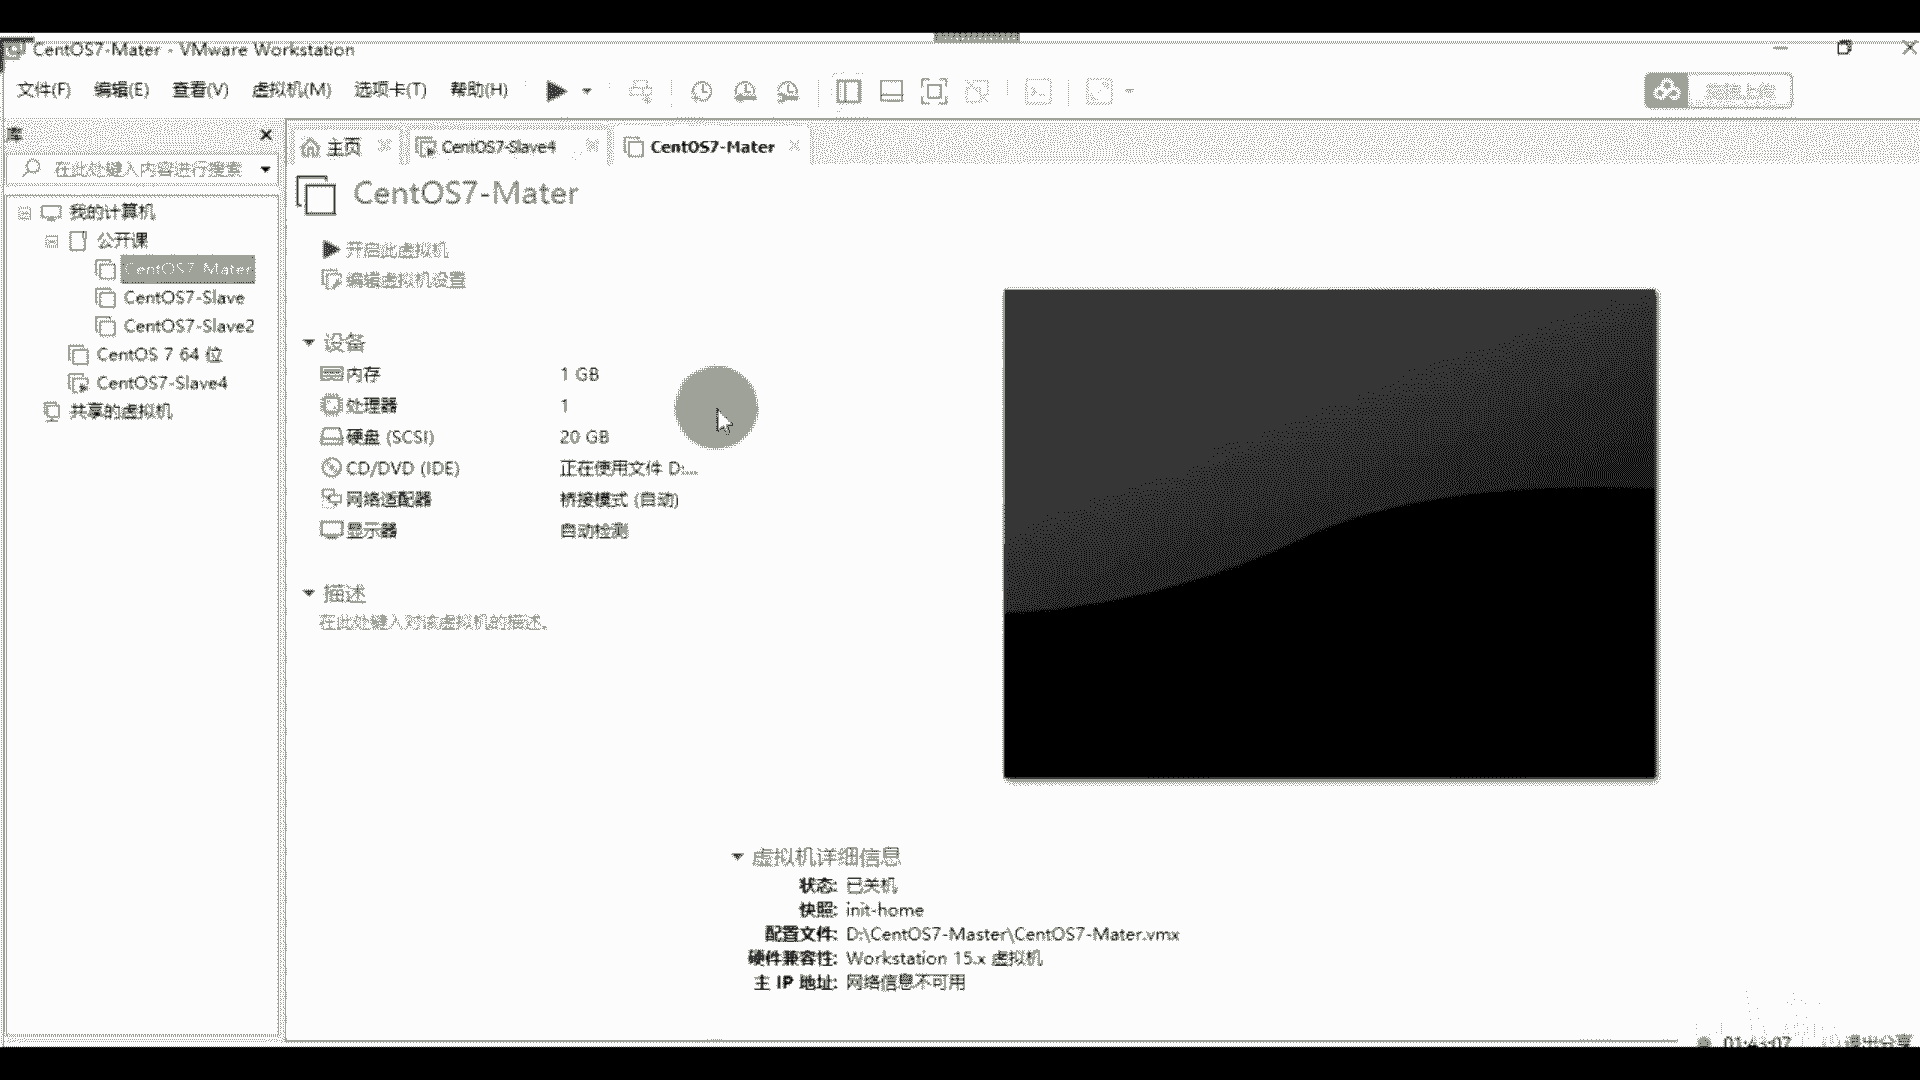 CentOS7-Mater - VMware Workstation
文件(F) 编辑(E) 查看(V) 虚拟机(M) 选项卡(T) 帮助(H)
拖拽上传
库
在此处键入内容进行搜索
我的计算机
公开课
CentOS7-Mater
CentOS7-Slave
CentOS7-Slave2
CentOS 7 64 位
CentOS7-Slave4
共享的虚拟机
主页 CentOS7-Slave4 CentOS7-Mater
CentOS7-Mater
开启此虚拟机
编辑虚拟机设置
设备
内存 1 GB
处理器 1
硬盘 (SCSI) 20 GB
CD/DVD (IDE) 正在使用文件 D:...
网络适配器 桥接模式 (自动)
显示器 自动检测
描述
在此处键入对该虚拟机的描述。
虚拟机详细信息
状态: 已关机
快照: init-home
配置文件: D:\CentOS7-Master\CentOS7-Mater.vmx
硬件兼容性: Workstation 15.x 虚拟机
主 IP 地址: 网络信息不可用
01:43:07 退出分享